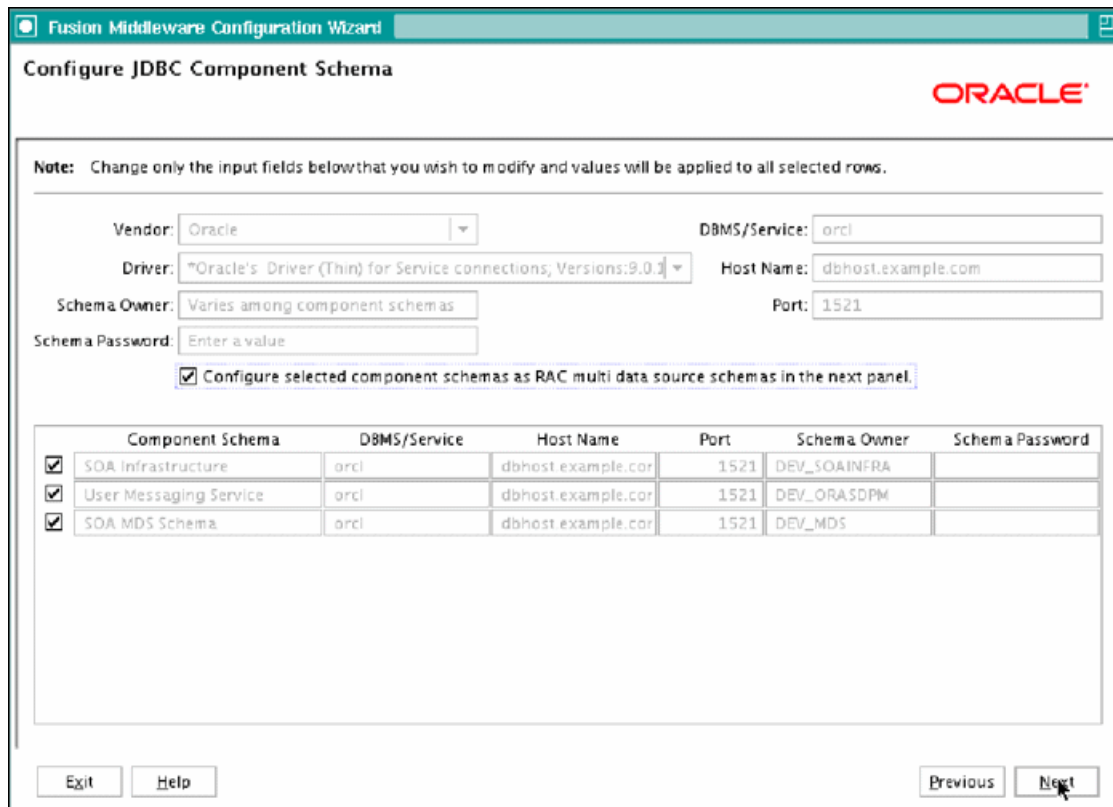 Fusion Middleware Configuration Wizard
Configure JDBC Component Schema
ORACLE
Note: Change only the input fields below that you wish to modify and values will be applied to all selected rows.
Vendor: Oracle DBMS/Service: orcl
Driver: *Oracle's Driver (Thin) for Service connections; Versions:9.0.1 Host Name: dbhost.example.com
Schema Owner: Varies among component schemas Port: 1521
Schema Password: Enter a value
Configure selected component schemas as RAC multi data source schemas in the next panel.
Component Schema DBMS/Service Host Name Port Schema Owner Schema Password
SOA Infrastructure orcl dbhost.example.cor 1521 DEV_SOAINFRA
User Messaging Service orcl dbhost.example.cor 1521 DEV_ORASDPM
SOA MDS Schema orcl dbhost.example.cor 1521 DEV_MDS
Exit Help Previous Next